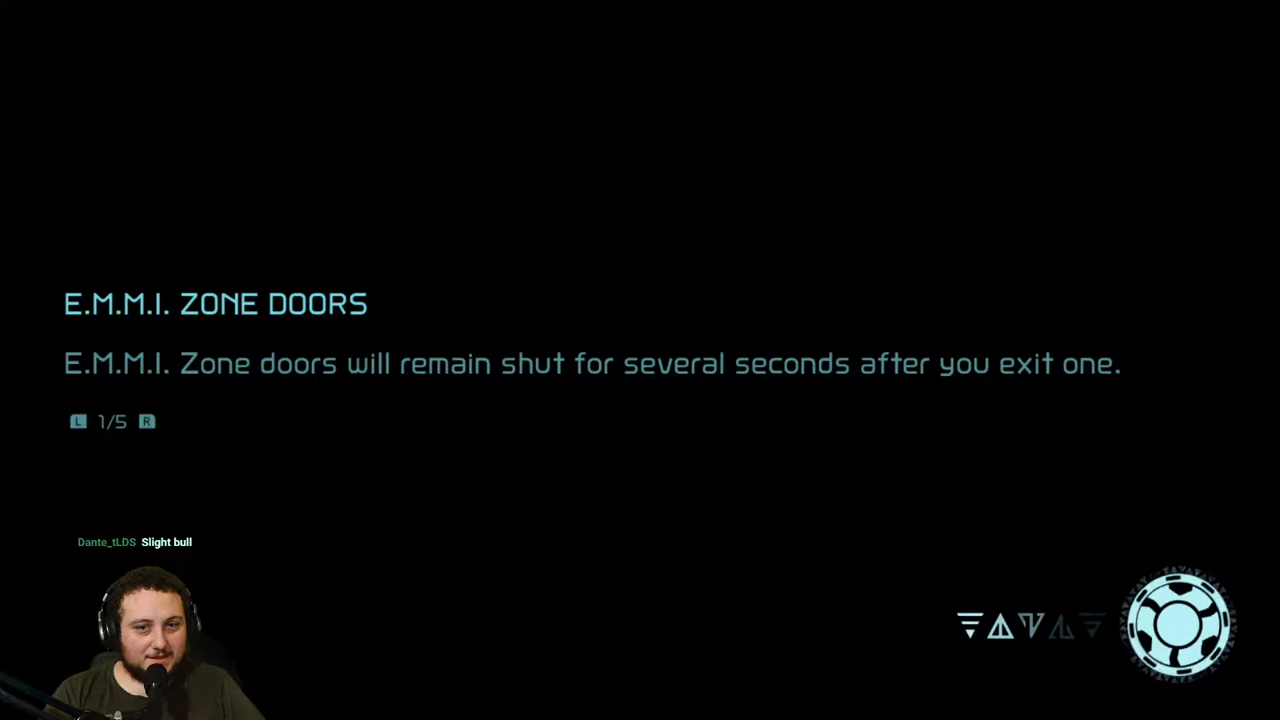 E.M.M.I. ZONE DOORS
E.M.M.I. Zone doors will remain shut for several seconds after you exit one.
L 1/5 R
Dante_tLDS Slight bull